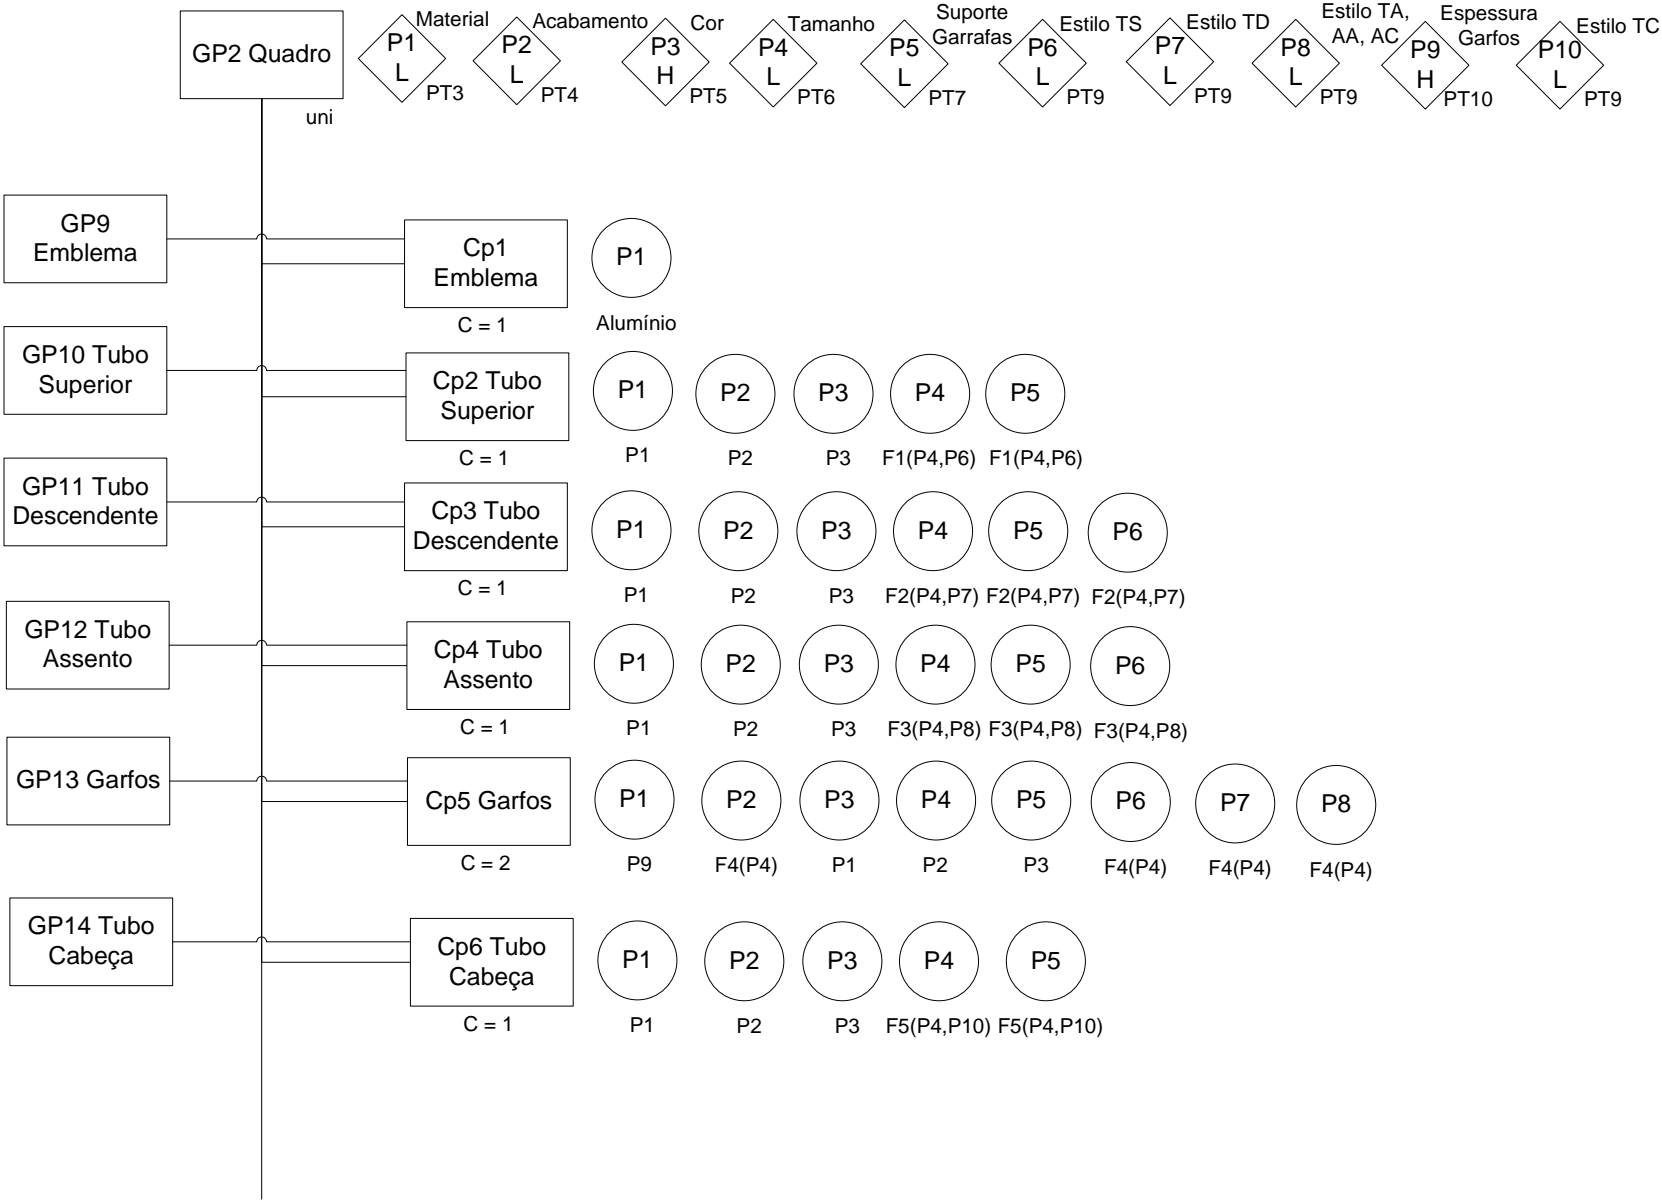 GP2 Quadro
uni
P1
L
Material
PT3
P2
L
Acabamento
PT4
P3
H
Cor
PT5
P4
L
Tamanho
PT6
P5
L
Suporte
Garrafas
PT7
P6
L
Estilo TS
PT9
P7
L
Estilo TD
PT9
P8
L
Estilo TA,
AA, AC
PT9
P9
H
Espessura
Garfos
PT10
P10
L
Estilo TC
PT9
GP9
Emblema
Cp1
Emblema
C = 1
P1
Alumínio
GP10 Tubo
Superior
Cp2 Tubo
Superior
C = 1
P1 P2 P3 P4 P5
P1 P2 P3 F1(P4,P6) F1(P4,P6)
GP11 Tubo
Descendente
Cp3 Tubo
Descendente
C = 1
P1 P2 P3 P4 P5 P6
P1 P2 P3 F2(P4,P7) F2(P4,P7) F2(P4,P7)
GP12 Tubo
Assento
Cp4 Tubo
Assento
C = 1
P1 P2 P3 P4 P5 P6
P1 P2 P3 F3(P4,P8) F3(P4,P8) F3(P4,P8)
GP13 Garfos
Cp5 Garfos
C = 2
P1 P2 P3 P4 P5 P6 P7 P8
P9 F4(P4) P1 P2 P3 F4(P4) F4(P4) F4(P4)
GP14 Tubo
Cabeça
Cp6 Tubo
Cabeça
C = 1
P1 P2 P3 P4 P5
P1 P2 P3 F5(P4,P10) F5(P4,P10)